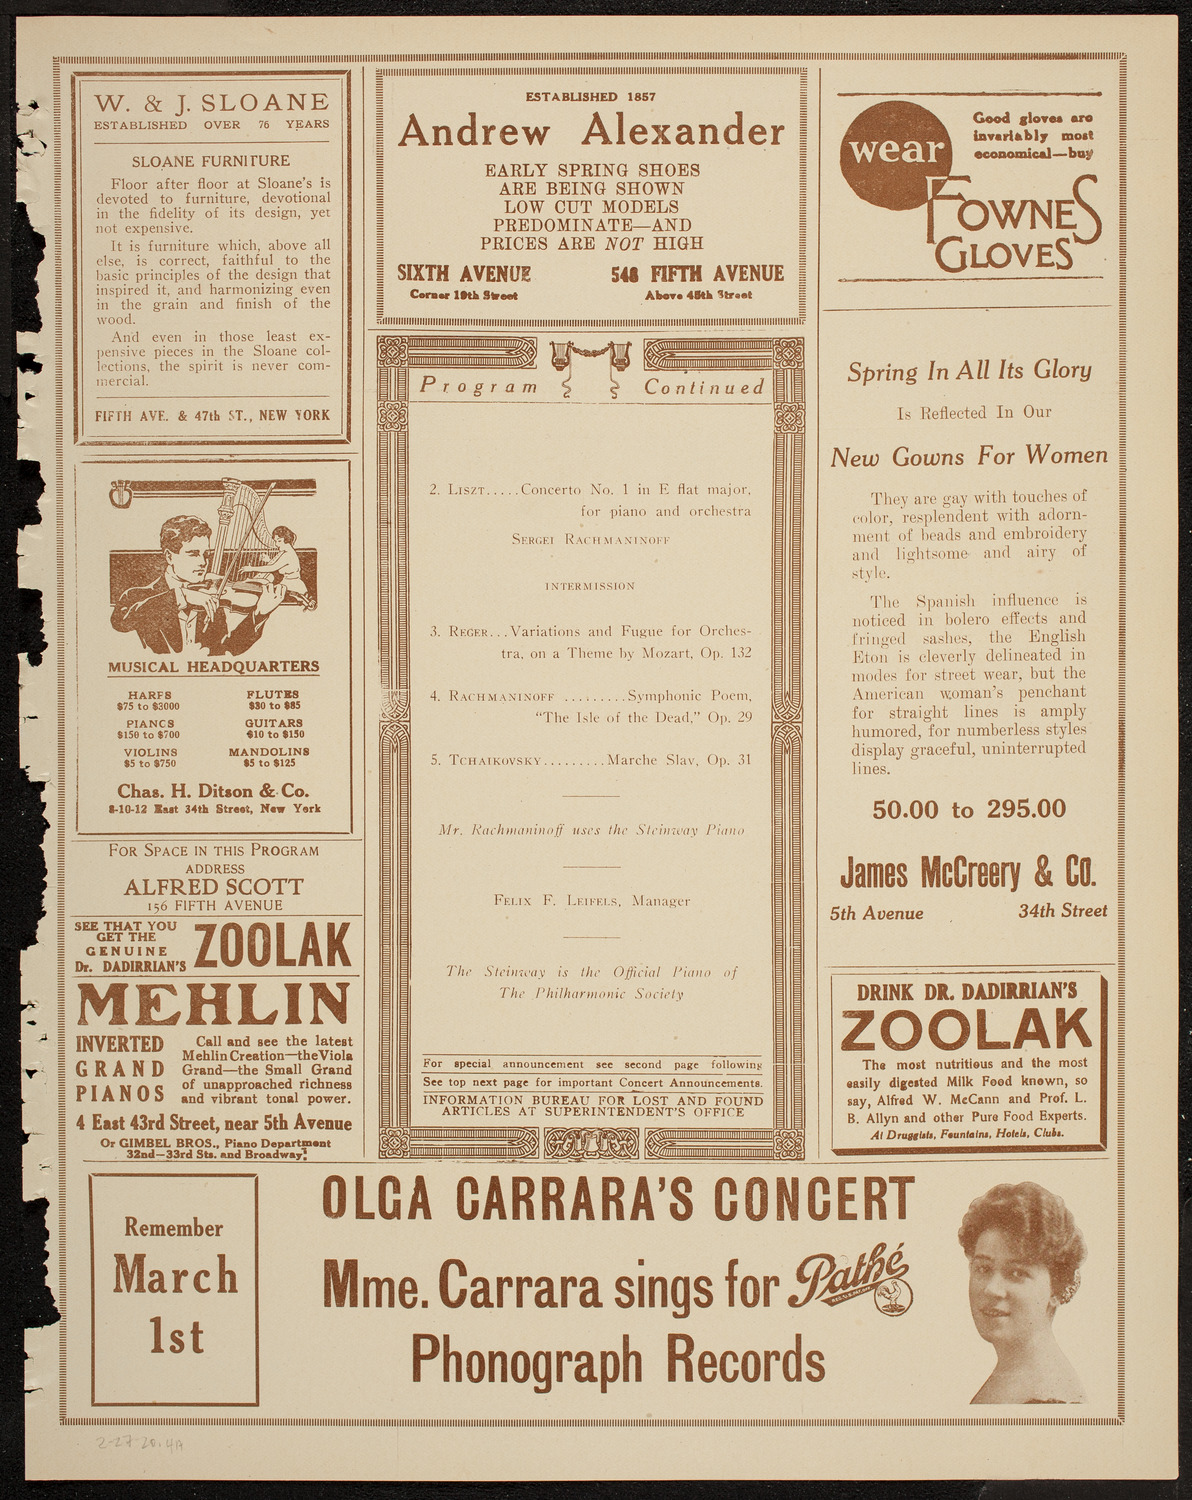 W. & J. SLOANE
ESTABLISHED OVER 76 YEARS
SLOANE FURNITURE
Floor after floor at Sloane's is
devoted to furniture, devotional
in the fidelity of its design, yet
not expensive.
It is furniture which, above all
else, is correct, faithful to the
basic principles of the design that
inspired it, and harmonizing even
in the grain and finish of the
wood.
And even in those least ex-
pensive pieces in the Sloane col-
lections, the spirit is never com-
mercial.
FIFTH AVE. & 47th ST., NEW YORK
MUSICAL HEADQUARTERS
HARPS
$75 to $3000
FLUTES
$30 to $85
PIANOS
$150 to $700
GUITARS
$10 to $150
VIOLINS
$5 to $750
MANDOLINS
$5 to $125
Chas. H. Ditson & Co.
8-10-12 East 34th Street, New York
FOR SPACE IN THIS PROGRAM
ADDRESS
ALFRED SCOTT
156 FIFTH AVENUE
SEE THAT YOU
GET THE
GENUINE
Dr. DADIRRIAN'S
ZOOLAK
MEHLIN
INVERTED
GRAND
PIANOS
Call and see the latest
Mehlin Creation—the Viola
Grand—the Small Grand
of unapproached richness
and vibrant tonal power.
4 East 43rd Street, near 5th Avenue
Or GIMBEL BROS., Piano Department
32nd—33rd Sts. and Broadway
ESTABLISHED 1857
Andrew Alexander
EARLY SPRING SHOES
ARE BEING SHOWN
LOW CUT MODELS
PREDOMINATE—AND
PRICES ARE NOT HIGH
SIXTH AVENUE
Corner 19th Street
548 FIFTH AVENUE
Above 45th Street
Program Continued
2. LISZT.....Concerto No. 1 in E flat major,
for piano and orchestra
SERGEI RACHMANINOFF
INTERMISSION
3. REGER...Variations and Fugue for Orches-
tra, on a Theme by Mozart, Op. 132
4. RACHMANINOFF .........Symphonic Poem,
"The Isle of the Dead," Op. 29
5. TCHAIKOVSKY.........Marche Slav, Op. 31
Mr. Rachmaninoff uses the Steinway Piano
FELIX F. LEIFELS, Manager
The Steinway is the Official Piano of
The Philharmonic Society
For special announcement see second page following
See top next page for important Concert Announcements.
INFORMATION BUREAU FOR LOST AND FOUND
ARTICLES AT SUPERINTENDENT'S OFFICE
wear
Good gloves are
invariably most
economical—buy
FOWNES
GLOVES
Spring In All Its Glory
Is Reflected In Our
New Gowns For Women
They are gay with touches of
color, resplendent with adorn-
ment of beads and embroidery
and lightsome and airy of
style.
The Spanish influence is
noticed in bolero effects and
fringed sashes, the English
Eton is cleverly delineated in
modes for street wear, but the
American woman's penchant
for straight lines is amply
humored, for numberless styles
display graceful, uninterrupted
lines.
50.00 to 295.00
James McCreery & Co.
5th Avenue 34th Street
DRINK DR. DADIRRIAN'S
ZOOLAK
The most nutritious and the most
easily digested Milk Food known, so
say, Alfred W. McCann and Prof. L.
B. Allyn and other Pure Food Experts.
At Druggists, Fountains, Hotels, Clubs.
Remember
March
1st
OLGA CARRARA'S CONCERT
Mme. Carrara sings for Pathé
Phonograph Records
2-27-20.4A